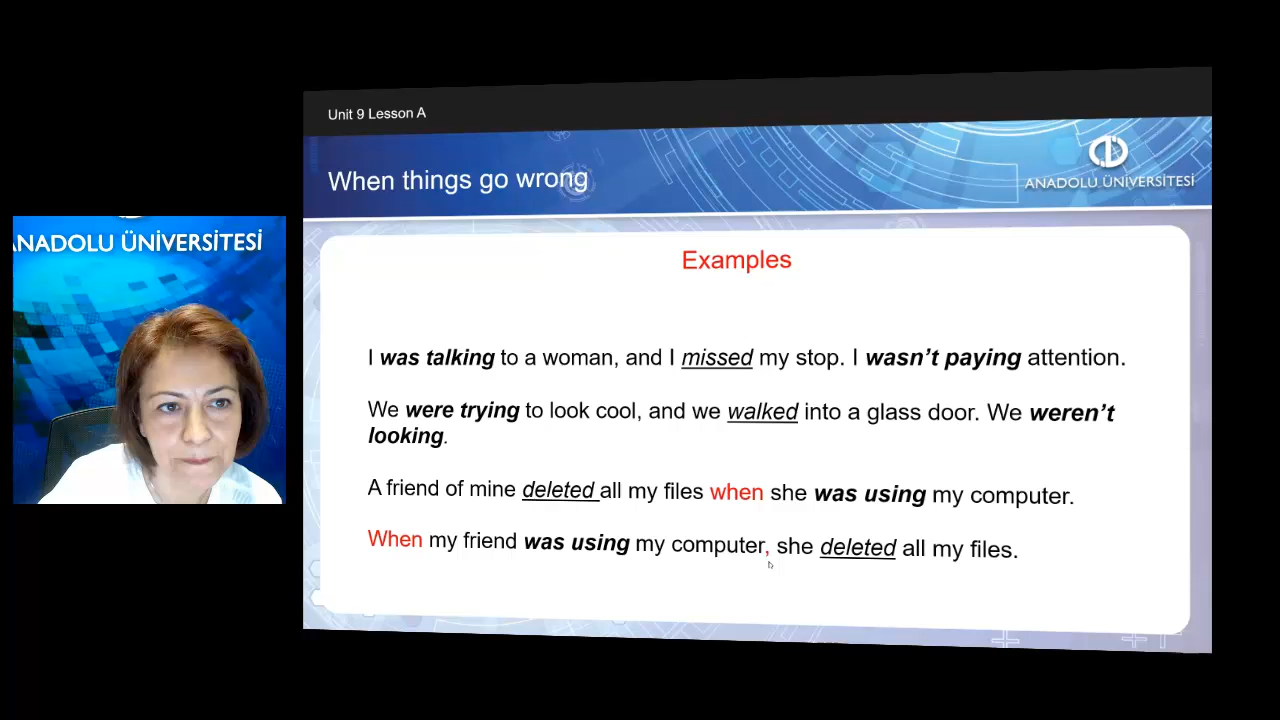 Unit 9 Lesson A
When things go wrong
ANADOLU ÜNİVERSİTESİ
ANADOLU ÜNİVERSİTESİ
Examples
I was talking to a woman, and I missed my stop. I wasn't paying attention.
We were trying to look cool, and we walked into a glass door. We weren't
looking.
A friend of mine deleted all my files when she was using my computer.
When my friend was using my computer, she deleted all my files.